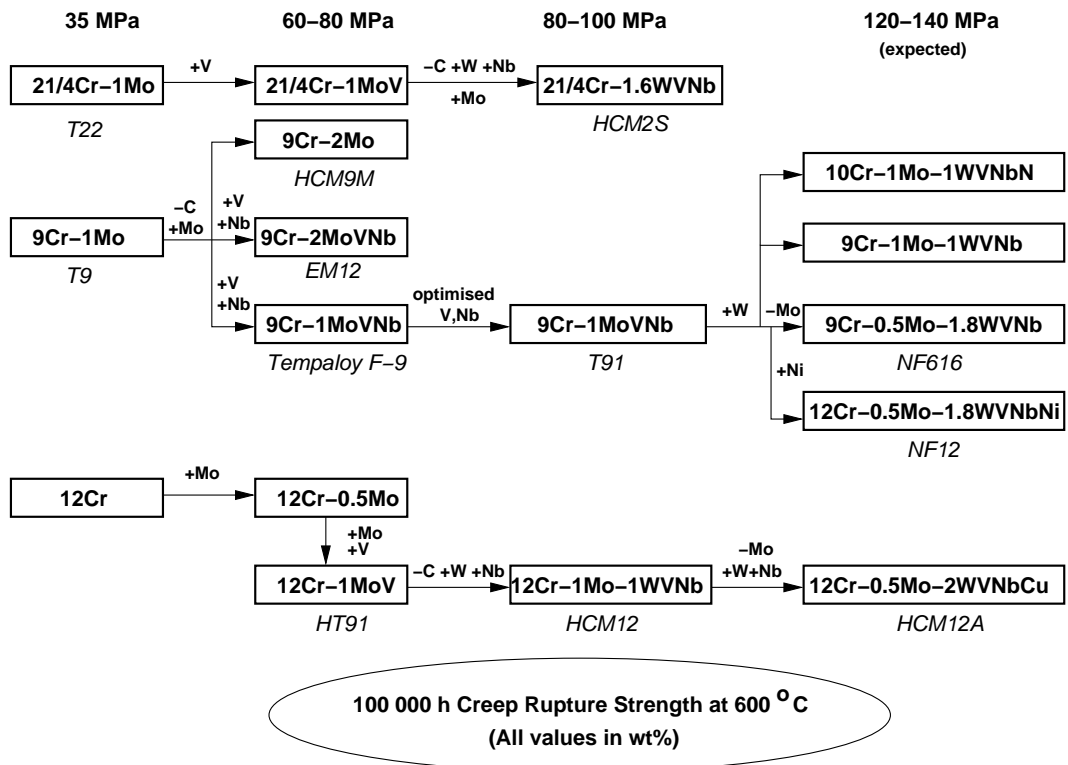 35 MPa
60–80 MPa
80–100 MPa
120–140 MPa
(expected)
21/4Cr–1Mo
+V
21/4Cr–1MoV
–C +W +Nb
+Mo
21/4Cr–1.6WVNb
T22
HCM2S
9Cr–2Mo
HCM9M
10Cr–1Mo–1WVNbN
9Cr–1Mo
T9
–C
+Mo
+V
+Nb
9Cr–2MoVNb
EM12
9Cr–1Mo–1WVNb
+V
+Nb
9Cr–1MoVNb
Tempaloy F–9
optimised
V,Nb
9Cr–1MoVNb
T91
+W
–Mo
9Cr–0.5Mo–1.8WVNb
NF616
+Ni
12Cr–0.5Mo–1.8WVNbNi
NF12
12Cr
+Mo
12Cr–0.5Mo
+Mo
+V
12Cr–1MoV
HT91
–C +W +Nb
12Cr–1Mo–1WVNb
HCM12
–Mo
+W+Nb
12Cr–0.5Mo–2WVNbCu
HCM12A
100 000 h Creep Rupture Strength at 600 °C
(All values in wt%)